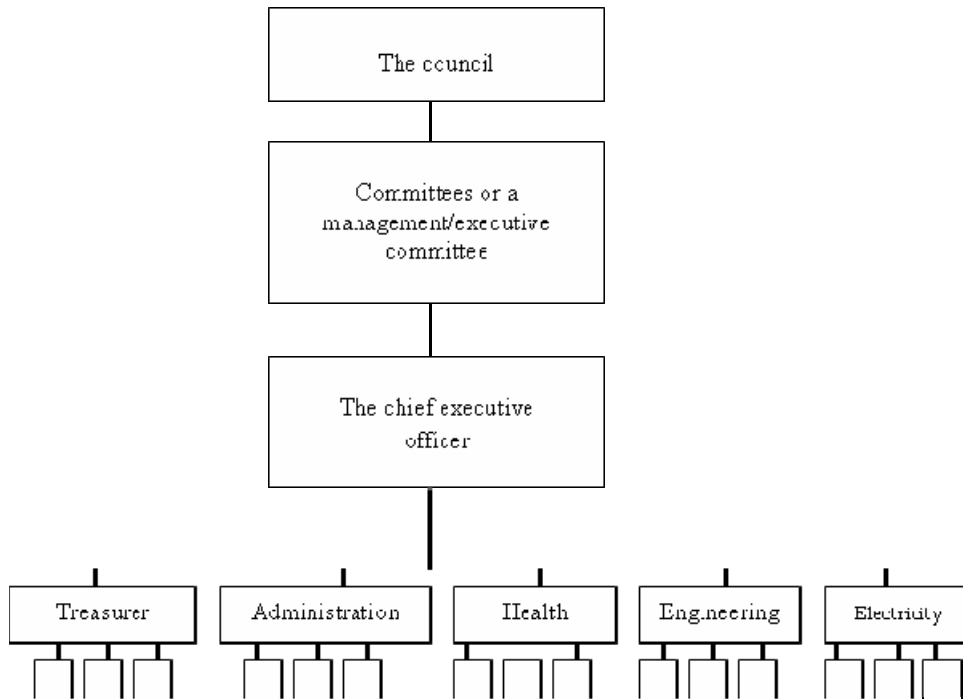 The council
Committees or a
management/executive
committee
The chief executive
officer
Treasurer
Administration
Health
Engineering
Electricity